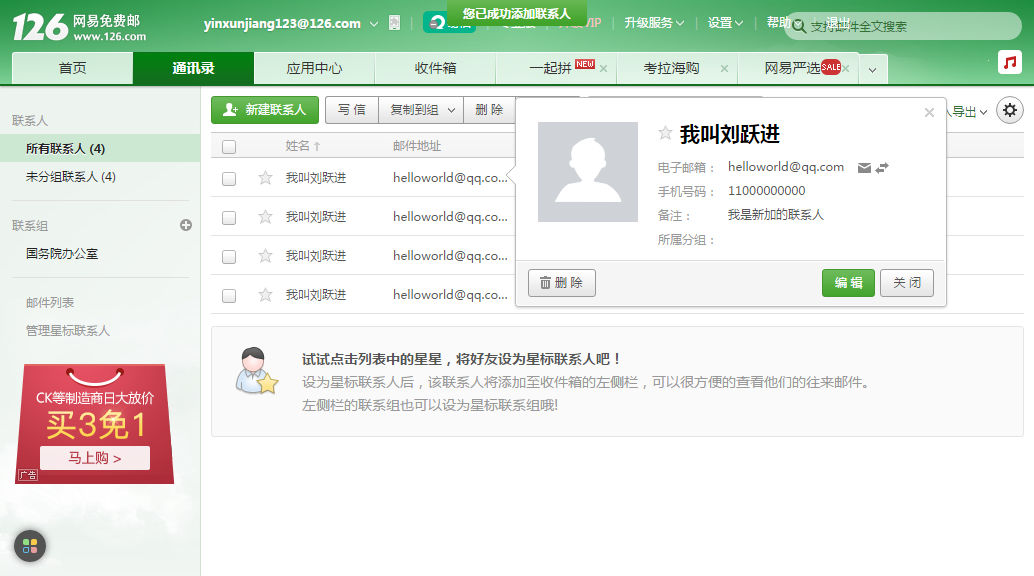 126 网易免费邮
www.126.com
yinxunjiang123@126.com
您已成功添加联系人
VIP
升级服务
设置
帮助
退出
支持邮件全文搜索
首页
通讯录
应用中心
收件箱
一起拼 NEW ×
考拉海购 ×
网易严选 SALE ×
联系人
所有联系人 (4)
未分组联系人 (4)
联系组
国务院办公室
邮件列表
管理星标联系人
CK等制造商日大放价
买3免1
马上购 >
广告
新建联系人
写 信
复制到组
删 除
导出
姓名↑
邮件地址
我叫刘跃进
helloworld@qq.co...
我叫刘跃进
helloworld@qq.co...
我叫刘跃进
helloworld@qq.co...
我叫刘跃进
helloworld@qq.co...
我叫刘跃进
电子邮箱： helloworld@qq.com
手机号码： 11000000000
备注： 我是新加的联系人
所属分组：
删 除
编 辑
关 闭
试试点击列表中的星星，将好友设为星标联系人吧！
设为星标联系人后，该联系人将添加至收件箱的左侧栏，可以很方便的查看他们的往来邮件。
左侧栏的联系组也可以设为星标联系组哦!